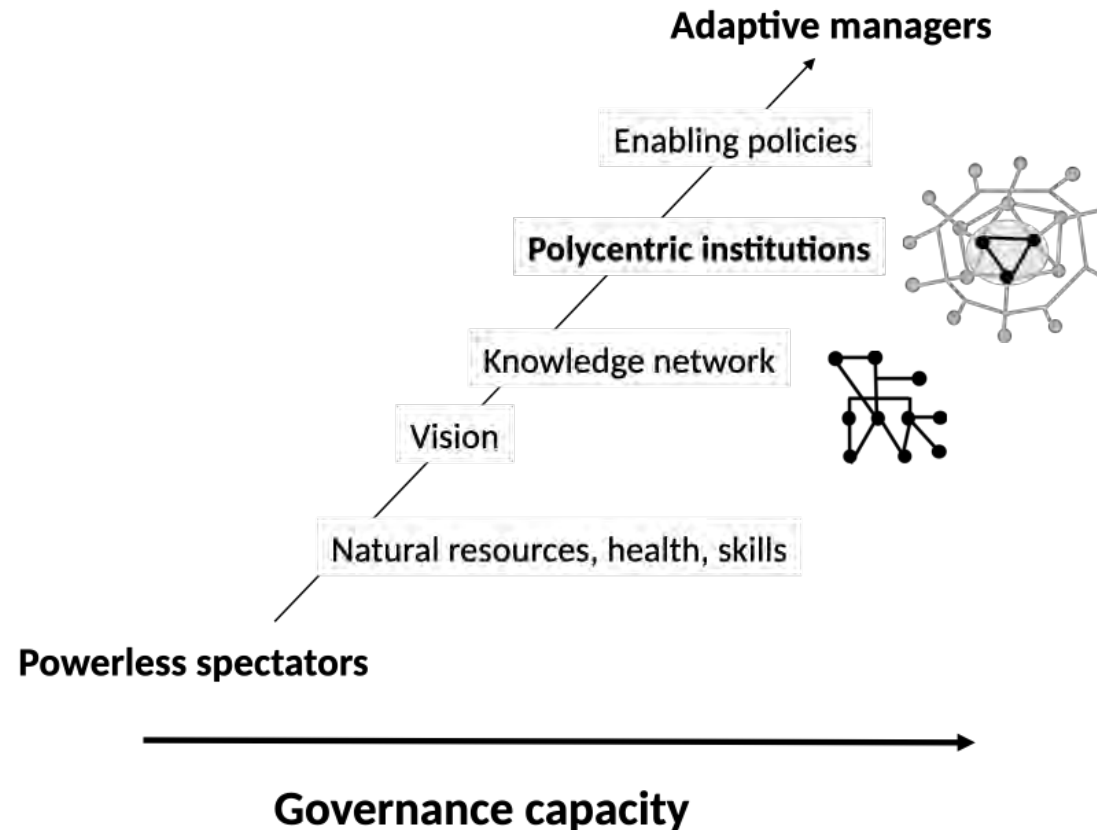 Adaptive managers
Enabling policies
Polycentric institutions
Knowledge network
Vision
Natural resources, health, skills
Powerless spectators
Governance capacity